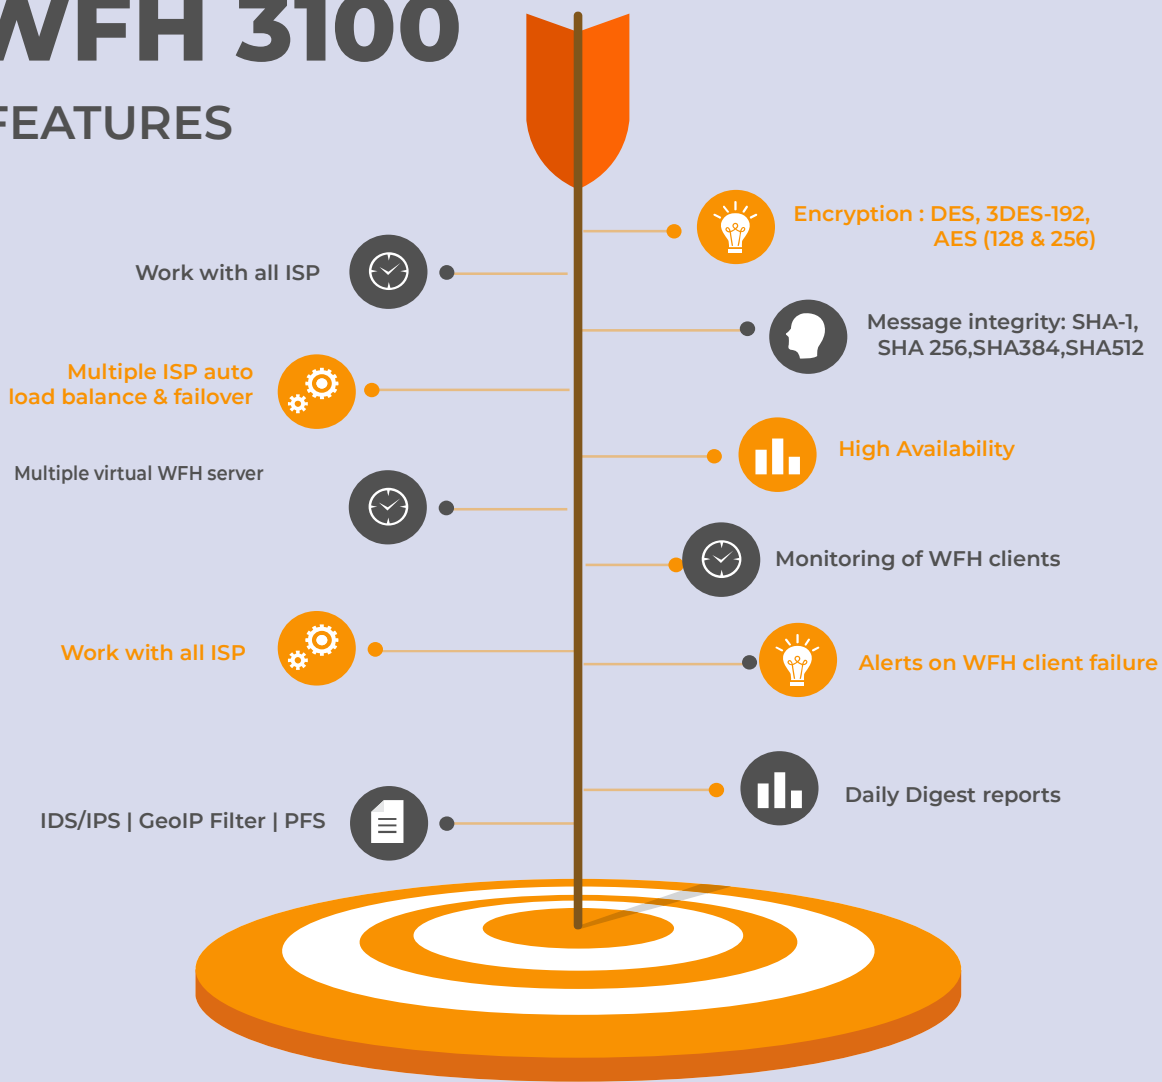 WFH 3100
FEATURES
Work with all ISP
Multiple ISP auto
load balance & failover
Multiple virtual WFH server
Work with all ISP
IDS/IPS | GeoIP Filter | PFS
Encryption : DES, 3DES-192,
AES (128 & 256)
Message integrity: SHA-1,
SHA 256,SHA384,SHA512
High Availability
Monitoring of WFH clients
Alerts on WFH client failure
Daily Digest reports